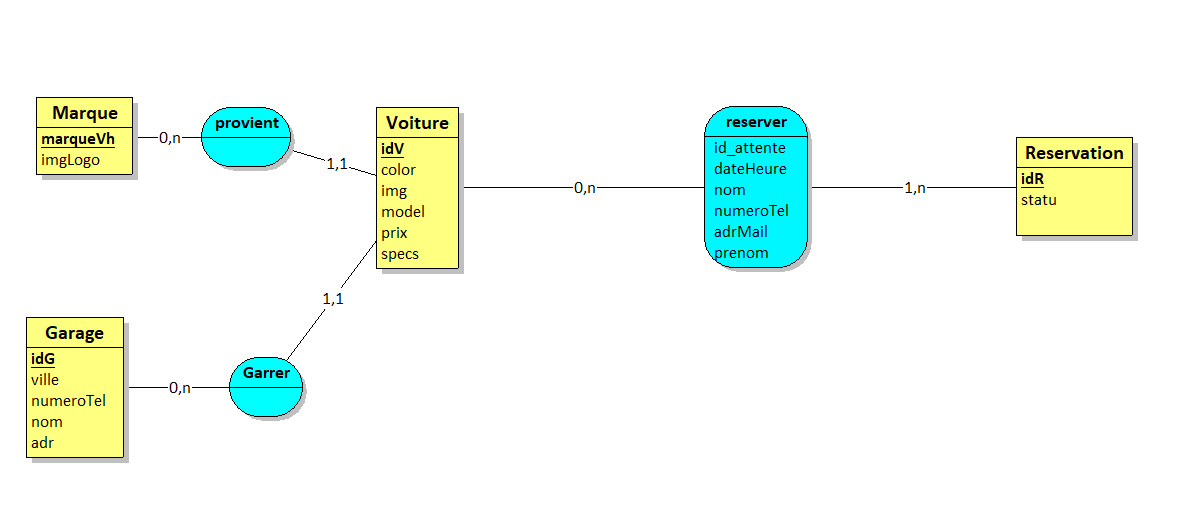 Marque
marqueVh
imgLogo
0,n
provient
1,1
Voiture
idV
color
img
model
prix
specs
0,n
reserver
id_attente
dateHeure
nom
numeroTel
adrMail
prenom
1,n
Reservation
idR
statu
1,1
Garage
idG
ville
numeroTel
nom
adr
0,n
Garrer